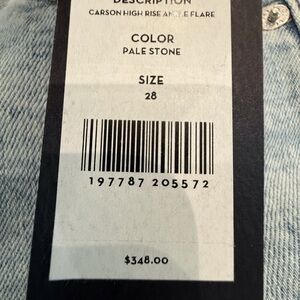 DESCRIPTION
CARSON HIGH RISE ANKLE FLARE
COLOR
PALE STONE
SIZE
28
197787 205572
$348.00